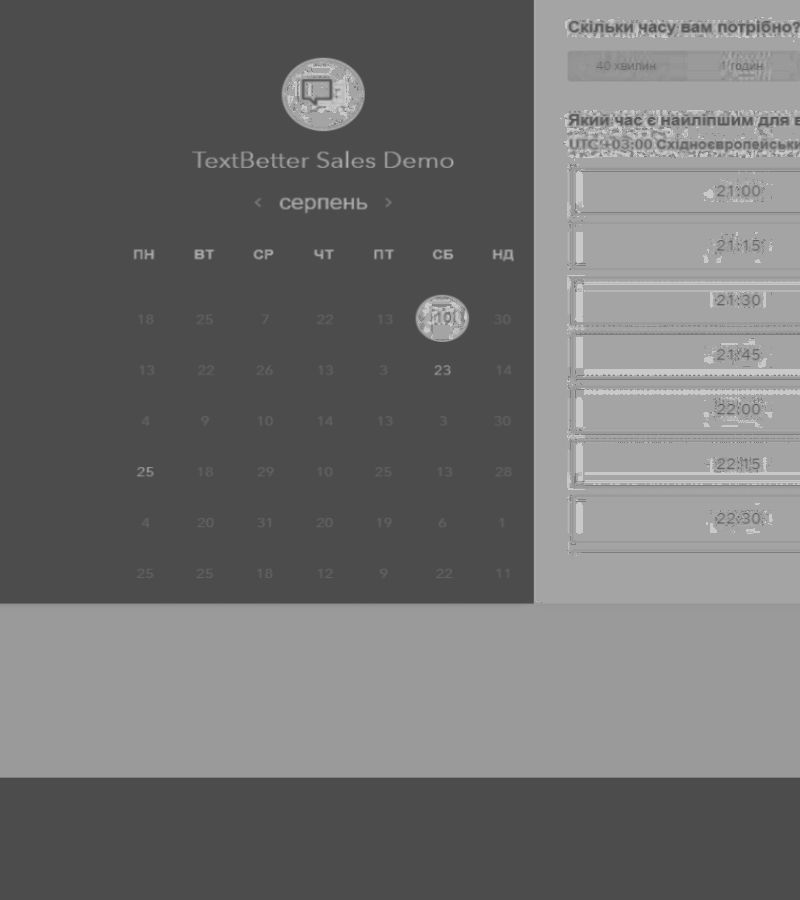 TextBetter Sales Demo
‹ серпень ›
ПН ВТ СР ЧТ ПТ СБ НД
18 25 7 22 13 10 30
13 22 26 13 3 23 14
4 9 10 14 13 3 30
25 18 29 10 25 13 28
4 20 31 20 19 6 1
25 25 18 12 9 22 11
Скільки часу вам потрібно?
40 хвилин 1 годин
Який час є найліпшим для в
UTC +03:00 Східноєвропейськи
21:00
21:15
21:30
21:45
22:00
22:15
22:30